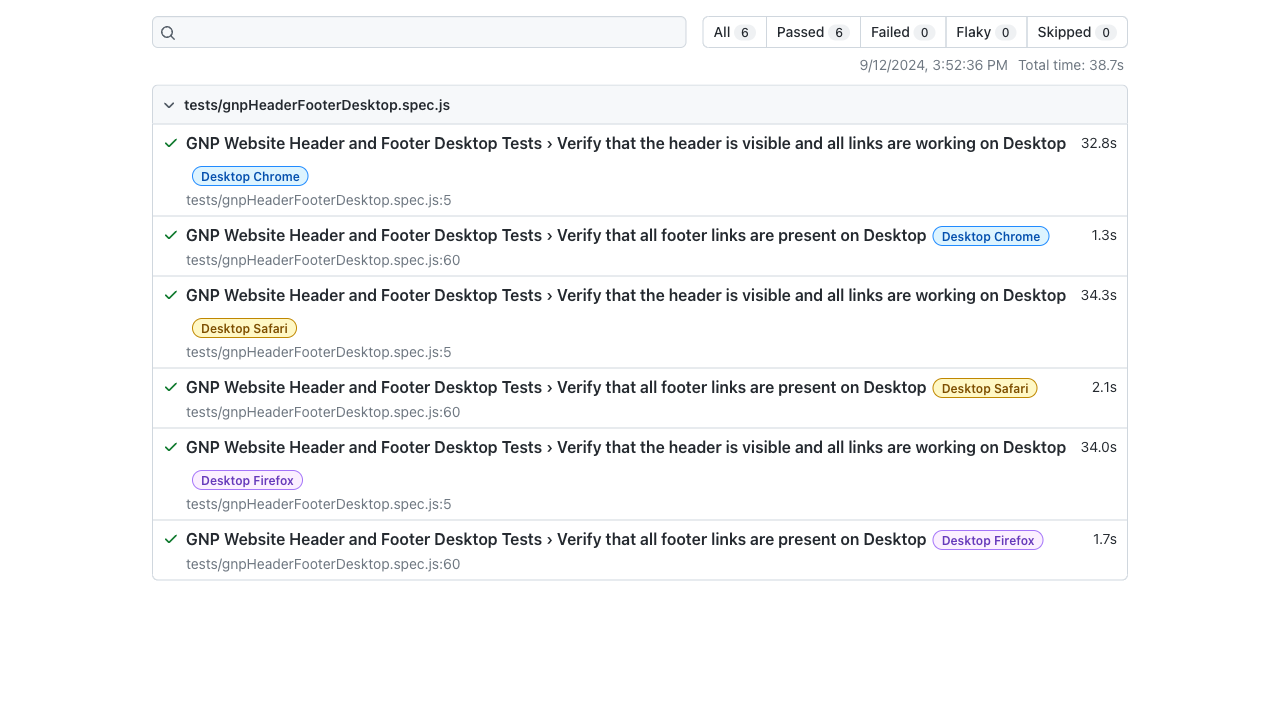 All 6 Passed 6 Failed 0 Flaky 0 Skipped 0
9/12/2024, 3:52:36 PM Total time: 38.7s
tests/gnpHeaderFooterDesktop.spec.js
GNP Website Header and Footer Desktop Tests › Verify that the header is visible and all links are working on Desktop 32.8s
Desktop Chrome
tests/gnpHeaderFooterDesktop.spec.js:5
GNP Website Header and Footer Desktop Tests › Verify that all footer links are present on Desktop Desktop Chrome 1.3s
tests/gnpHeaderFooterDesktop.spec.js:60
GNP Website Header and Footer Desktop Tests › Verify that the header is visible and all links are working on Desktop 34.3s
Desktop Safari
tests/gnpHeaderFooterDesktop.spec.js:5
GNP Website Header and Footer Desktop Tests › Verify that all footer links are present on Desktop Desktop Safari 2.1s
tests/gnpHeaderFooterDesktop.spec.js:60
GNP Website Header and Footer Desktop Tests › Verify that the header is visible and all links are working on Desktop 34.0s
Desktop Firefox
tests/gnpHeaderFooterDesktop.spec.js:5
GNP Website Header and Footer Desktop Tests › Verify that all footer links are present on Desktop Desktop Firefox 1.7s
tests/gnpHeaderFooterDesktop.spec.js:60